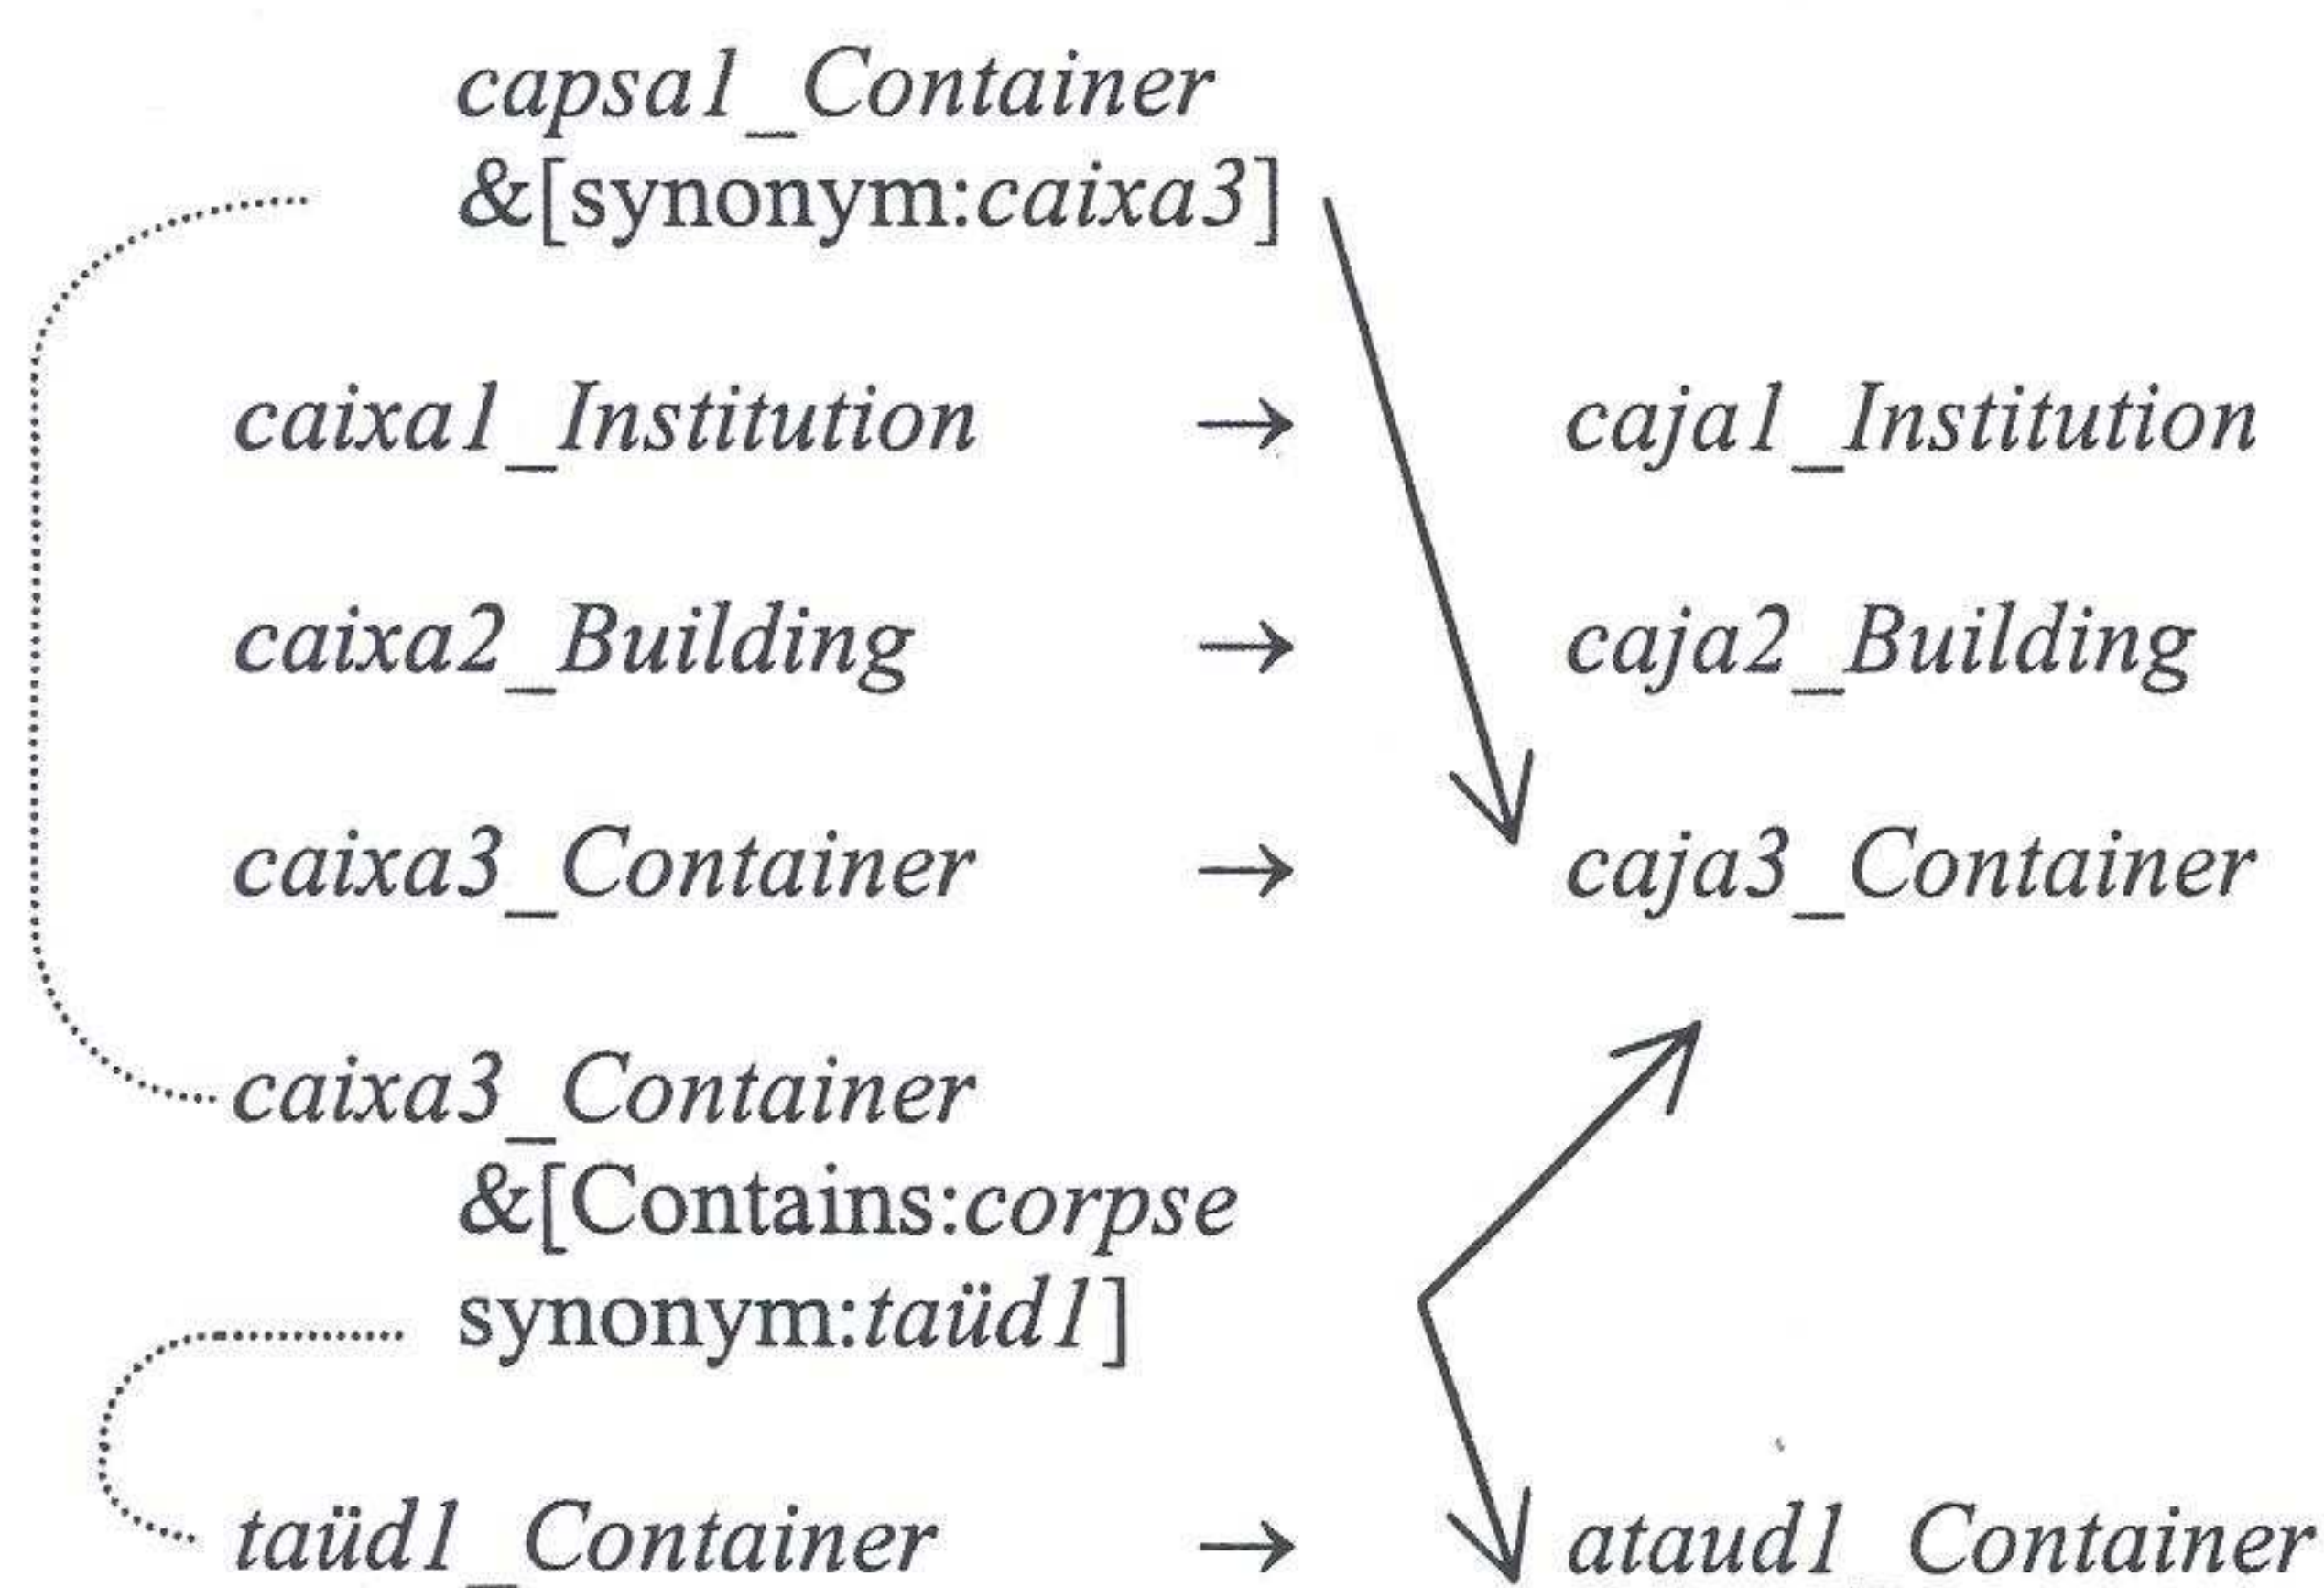 capsa1_Container
&[synonym:caixa3]
caixa1_Institution → caja1_Institution
caixa2_Building → caja2_Building
caixa3_Container → caja3_Container
caixa3_Container
&[Contains:corpse
synonym:taüd1]
taüd1_Container → ataud1_Container